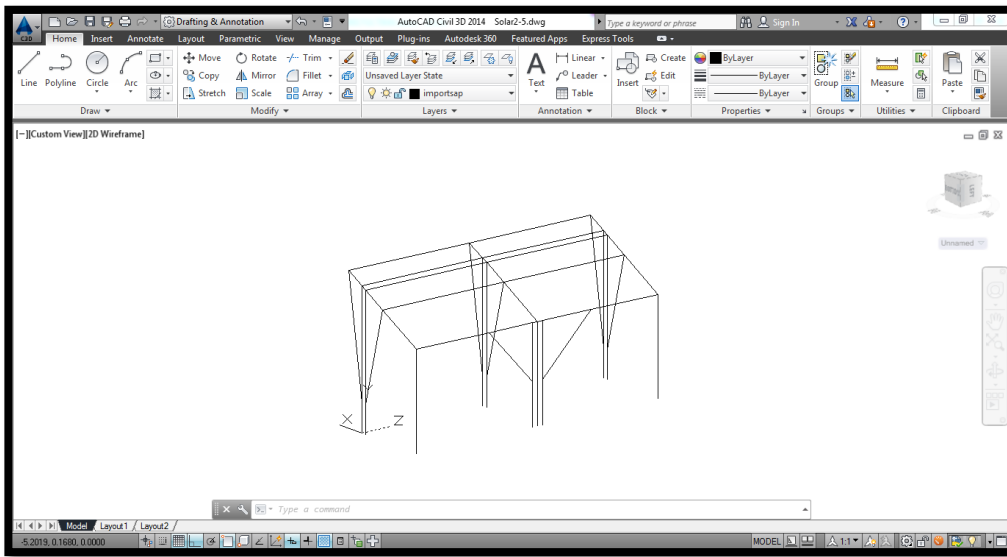 Drafting & Annotation AutoCAD Civil 3D 2014 Solar2-5.dwg Type a keyword or phrase Sign In
C3D Home Insert Annotate Layout Parametric View Manage Output Plug-ins Autodesk 360 Featured Apps Express Tools
Move Rotate Trim Unsaved Layer State Linear Create ByLayer
Line Polyline Circle Arc Copy Mirror Fillet Text Leader Insert Edit ByLayer Group Measure Paste
Stretch Scale Array importsap Table ByLayer
Draw Modify Layers Annotation Block Properties Groups Utilities Clipboard
[−][Custom View][2D Wireframe]
Unnamed
X Z
Type a command
Model Layout1 Layout2
-5.2019, 0.1680, 0.0000 MODEL 1:1